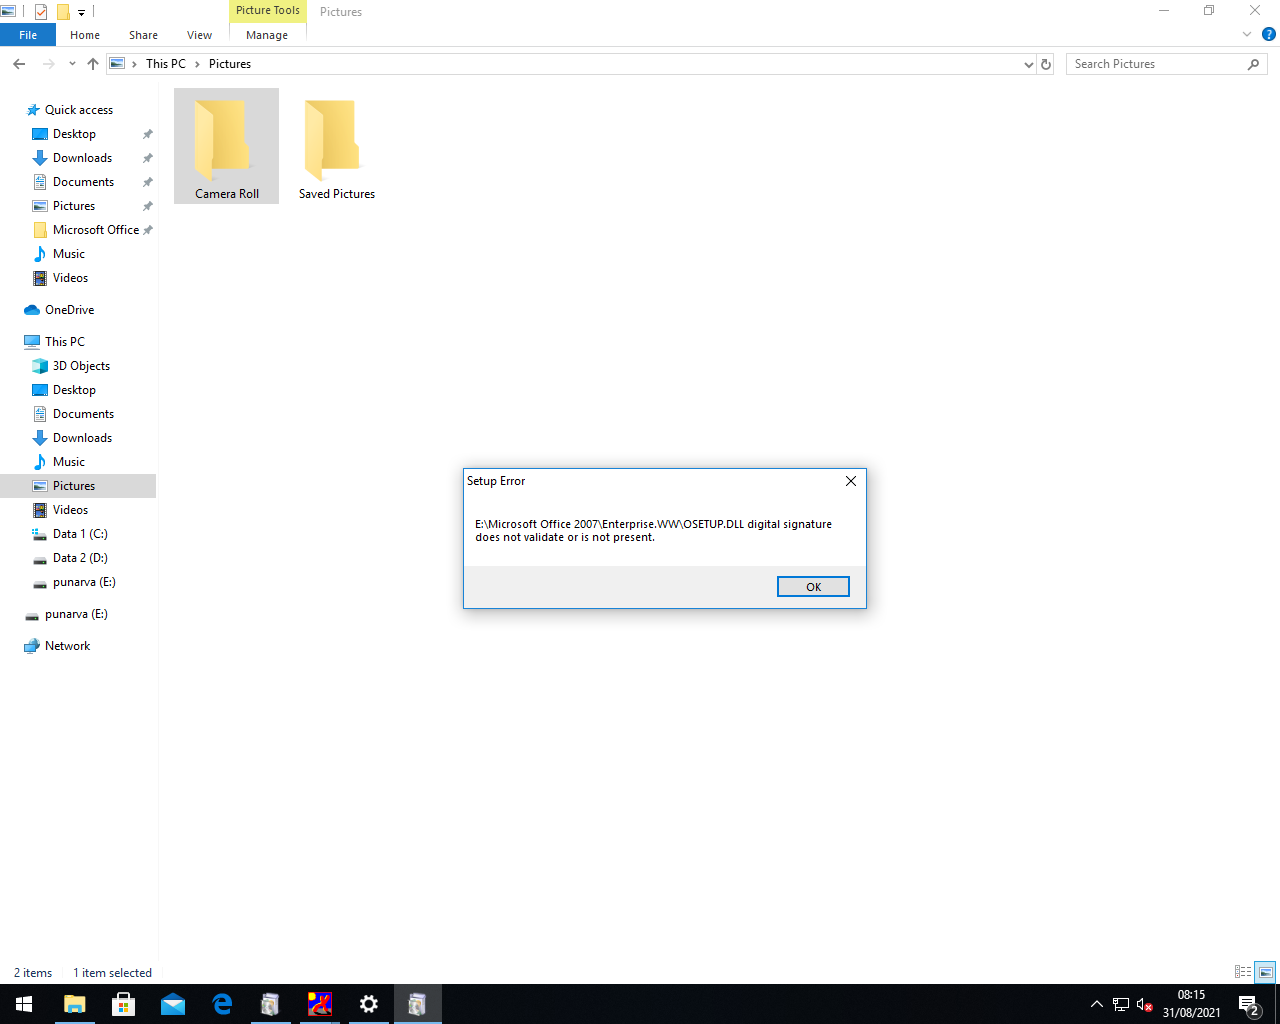 Picture Tools
Pictures
File
Home
Share
View
Manage
This PC
Pictures
Search Pictures
Quick access
Desktop
Downloads
Documents
Pictures
Microsoft Office
Music
Videos
OneDrive
This PC
3D Objects
Desktop
Documents
Downloads
Music
Pictures
Videos
Data 1 (C:)
Data 2 (D:)
punarva (E:)
punarva (E:)
Network
Camera Roll
Saved Pictures
Setup Error
E:\Microsoft Office 2007\Enterprise.WW\OSETUP.DLL digital signature
does not validate or is not present.
OK
2 items
1 item selected
08:15
31/08/2021
2